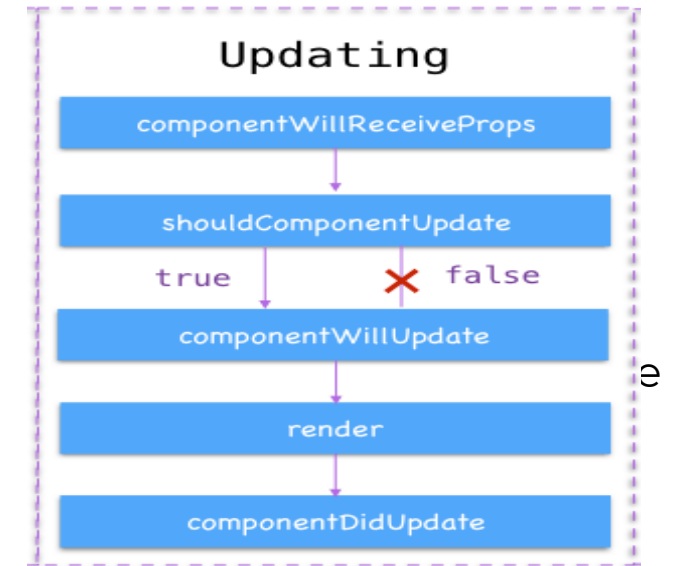 Updating
componentWillReceiveProps
shouldComponentUpdate
true false
componentWillUpdate
e
render
componentDidUpdate